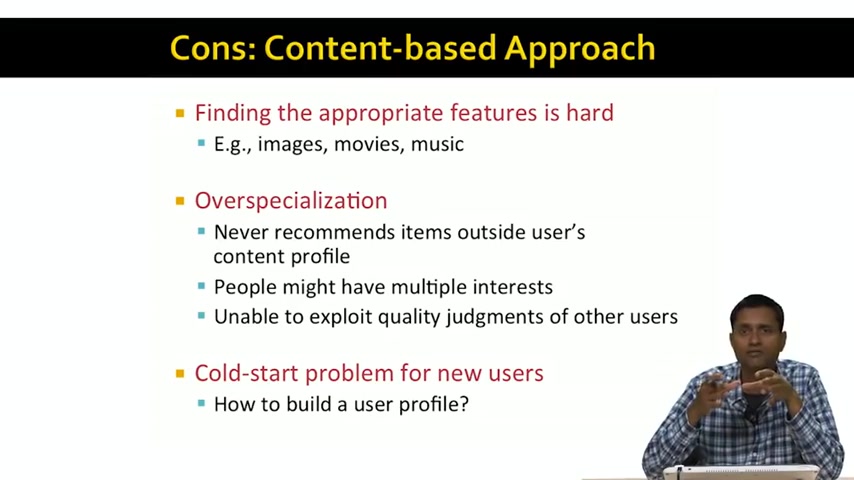 Cons: Content-based Approach
Finding the appropriate features is hard
E.g., images, movies, music
Overspecialization
Never recommends items outside user's
content profile
People might have multiple interests
Unable to exploit quality judgments of other users
Cold-start problem for new users
How to build a user profile?